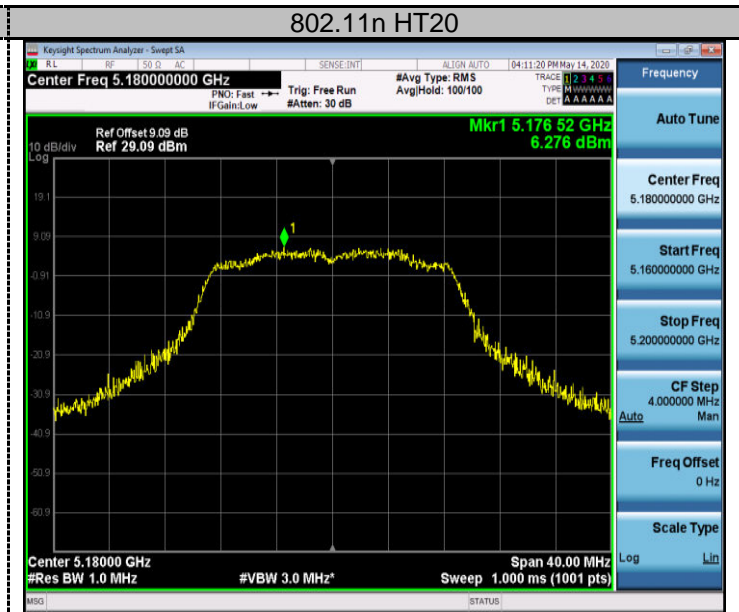 802.11n HT20
Keysight Spectrum Analyzer - Swept SA
RL RF 50 Ω AC SENSE:INT ALIGN AUTO 04:11:20 PM May 14, 2020
Center Freq 5.180000000 GHz
PNO: Fast
IFGain:Low
Trig: Free Run
#Atten: 30 dB
#Avg Type: RMS
Avg|Hold: 100/100
TRACE 1 2 3 4 5 6
TYPE M WWWWW
DET A A A A A A
Ref Offset 9.09 dB
Ref 29.09 dBm
10 dB/div
Log
Mkr1 5.176 52 GHz
6.276 dBm
1
19.1
9.09
-0.91
-10.9
-20.9
-30.9
-40.9
-50.9
-60.9
Center 5.18000 GHz
#Res BW 1.0 MHz
#VBW 3.0 MHz*
Span 40.00 MHz
Sweep 1.000 ms (1001 pts)
MSG
STATUS
Frequency
Auto Tune
Center Freq
5.180000000 GHz
Start Freq
5.160000000 GHz
Stop Freq
5.200000000 GHz
CF Step
4.000000 MHz
Auto Man
Freq Offset
0 Hz
Scale Type
Log Lin